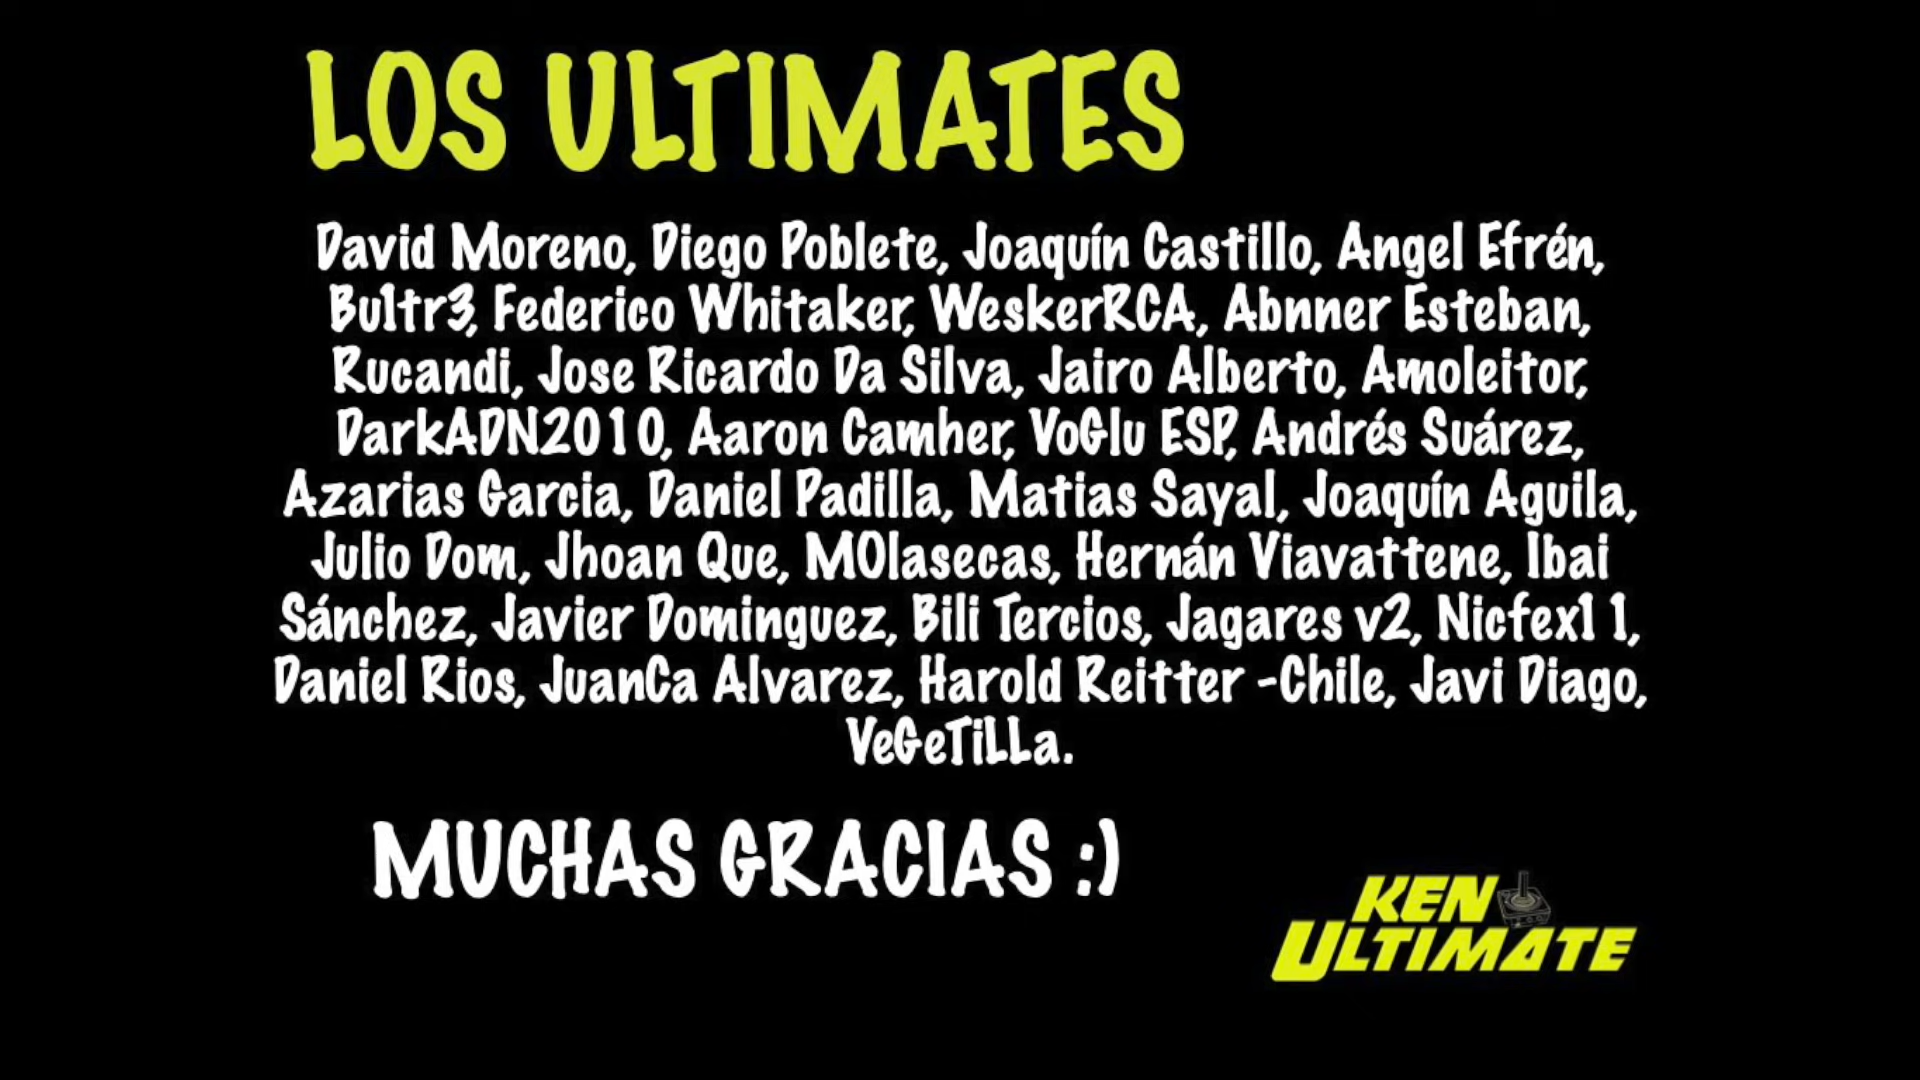 LOS ULTIMATES
David Moreno, Diego Poblete, Joaquín Castillo, Angel Efrén,
Bu1tr3, Federico Whitaker, WeskerRCA, Abnner Esteban,
Rucandi, Jose Ricardo Da Silva, Jairo Alberto, Amoleitor,
DarkADN2010, Aaron Camher, VoGlu ESP, Andrés Suárez,
Azarias Garcia, Daniel Padilla, Matias Sayal, Joaquín Aguila,
Julio Dom, Jhoan Que, M0lasecas, Hernán Viavattene, Ibai
Sánchez, Javier Dominguez, Bili Tercios, Jagares v2, Nicfex1 1,
Daniel Rios, JuanCa Alvarez, Harold Reitter -Chile, Javi Diago,
VeGeTiLLa.
MUCHAS GRACIAS :)
KEN
ULTIMATE